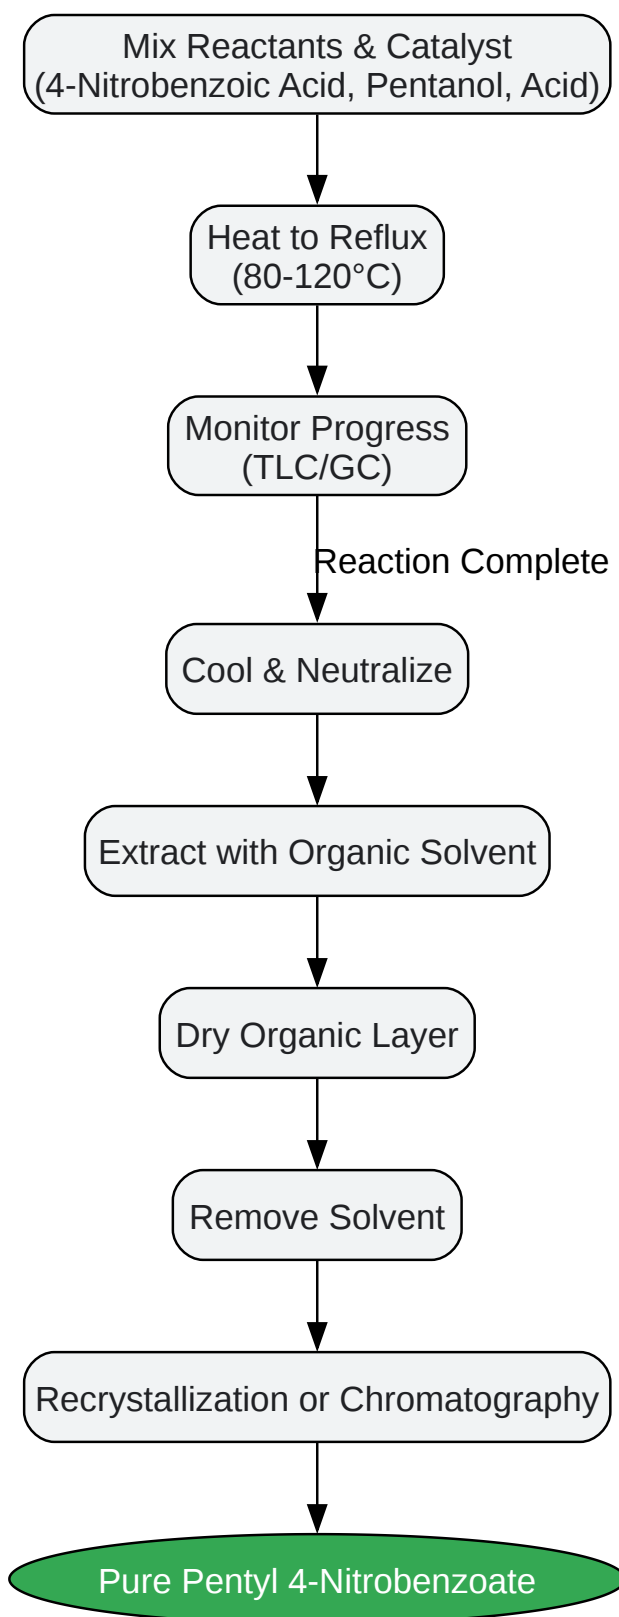 Mix Reactants & Catalyst
(4-Nitrobenzoic Acid, Pentanol, Acid)
Heat to Reflux
(80-120°C)
Monitor Progress
(TLC/GC)
Reaction Complete
Cool & Neutralize
Extract with Organic Solvent
Dry Organic Layer
Remove Solvent
Recrystallization or Chromatography
Pure Pentyl 4-Nitrobenzoate